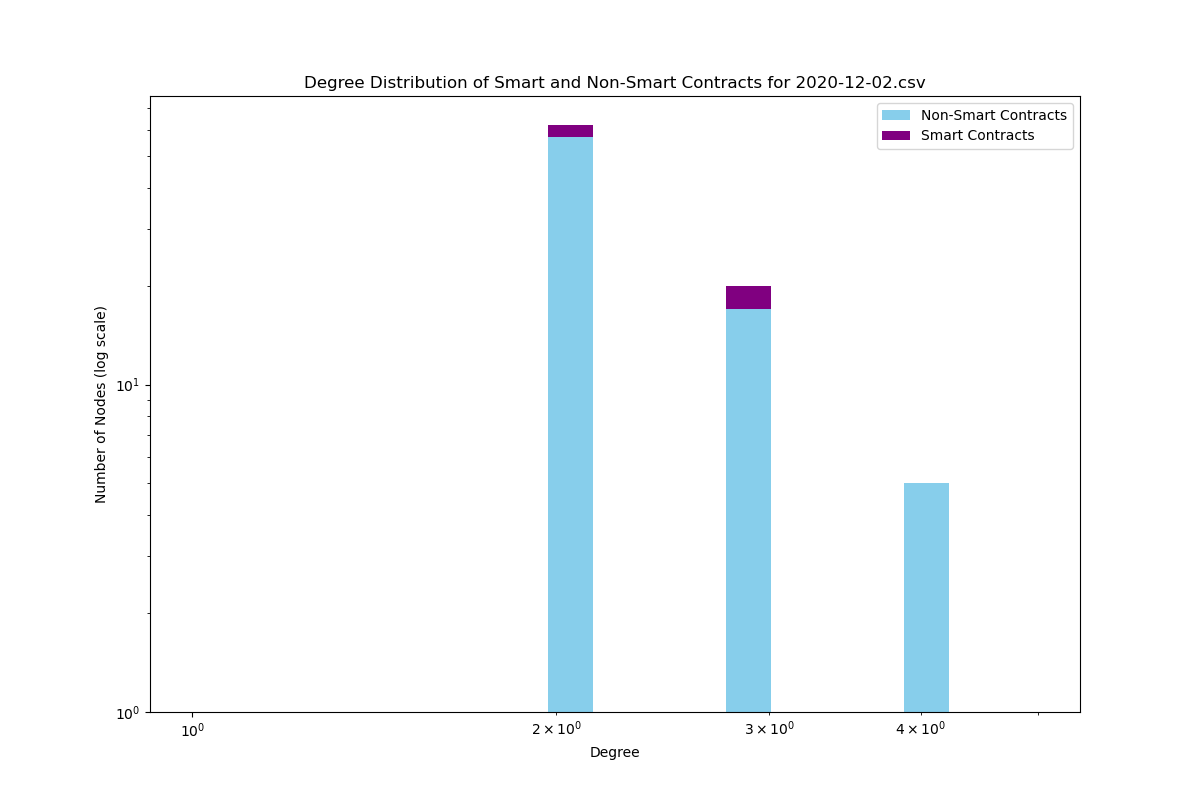 Degree Distribution of Smart and Non-Smart Contracts for 2020-12-02.csv
Non-Smart Contracts
Smart Contracts
Number of Nodes (log scale)
10¹
10⁰
10⁰
2 × 10⁰
3 × 10⁰
4 × 10⁰
Degree